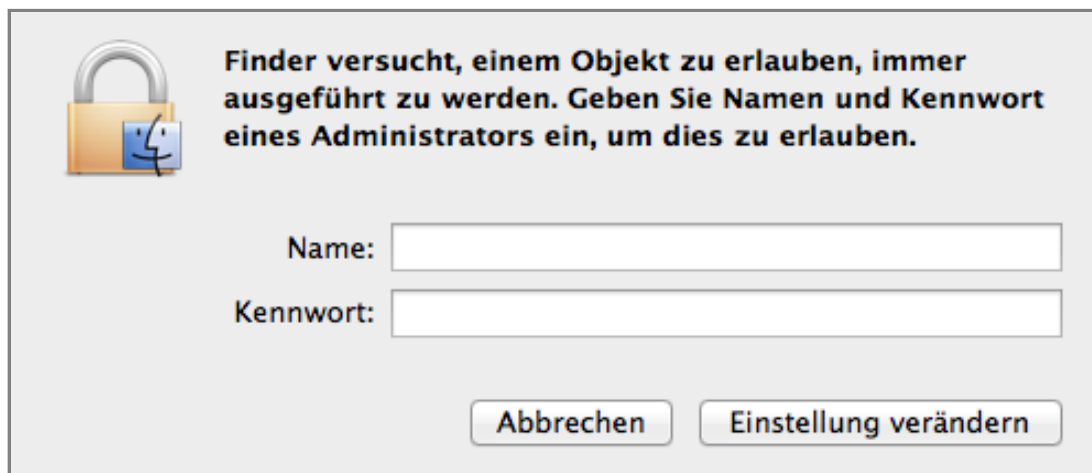 Finder versucht, einem Objekt zu erlauben, immer
ausgeführt zu werden. Geben Sie Namen und Kennwort
eines Administrators ein, um dies zu erlauben.
Name:
Kennwort:
Abbrechen Einstellung verändern